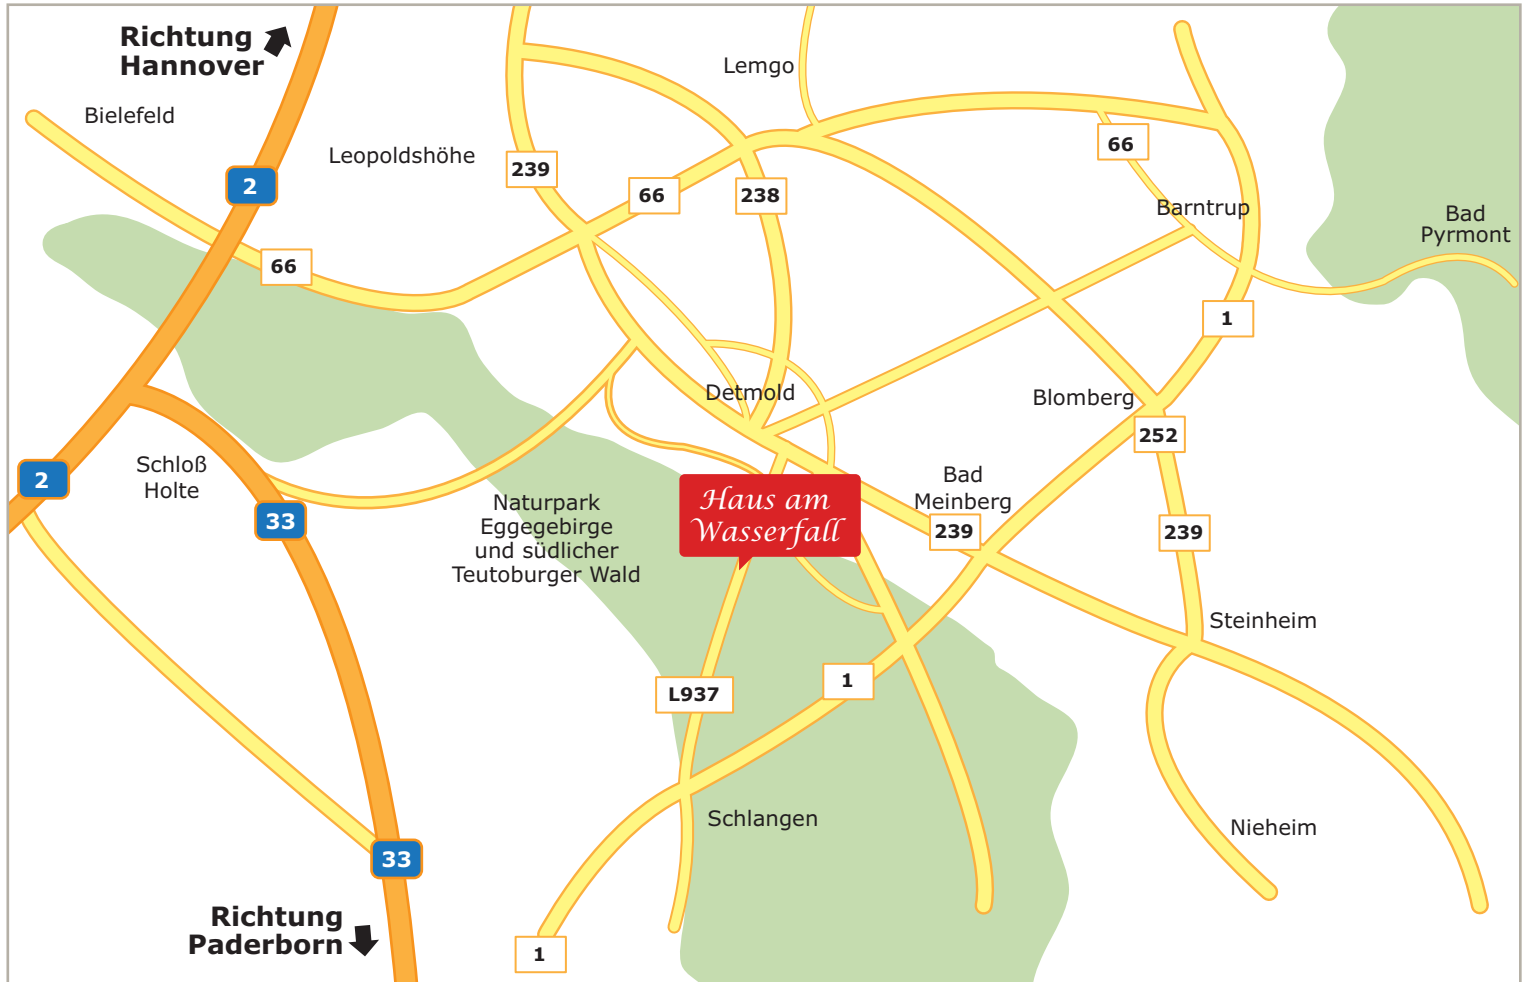 Richtung
Hannover
Lemgo
Bielefeld
Leopoldshöhe
239
66
2
66
238
Barntrup
Bad
Pyrmont
66
1
Detmold
Blomberg
252
Schloß
Holte
2
33
Naturpark
Eggegebirge
und südlicher
Teutoburger Wald
Haus am
Wasserfall
Bad
Meinberg
239
239
Steinheim
L937
1
Schlangen
Nieheim
33
Richtung
Paderborn
1